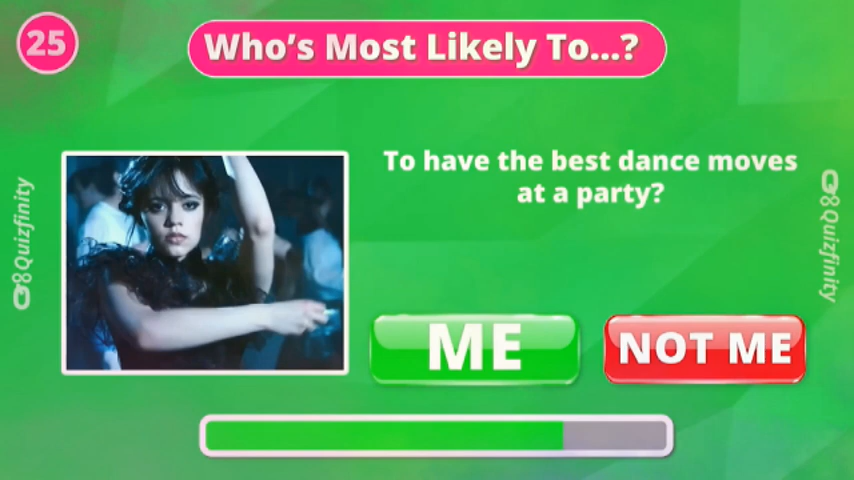 25
Who's Most Likely To...?
To have the best dance moves
at a party?
Quizfinity
Quizfinity
ME
NOT ME